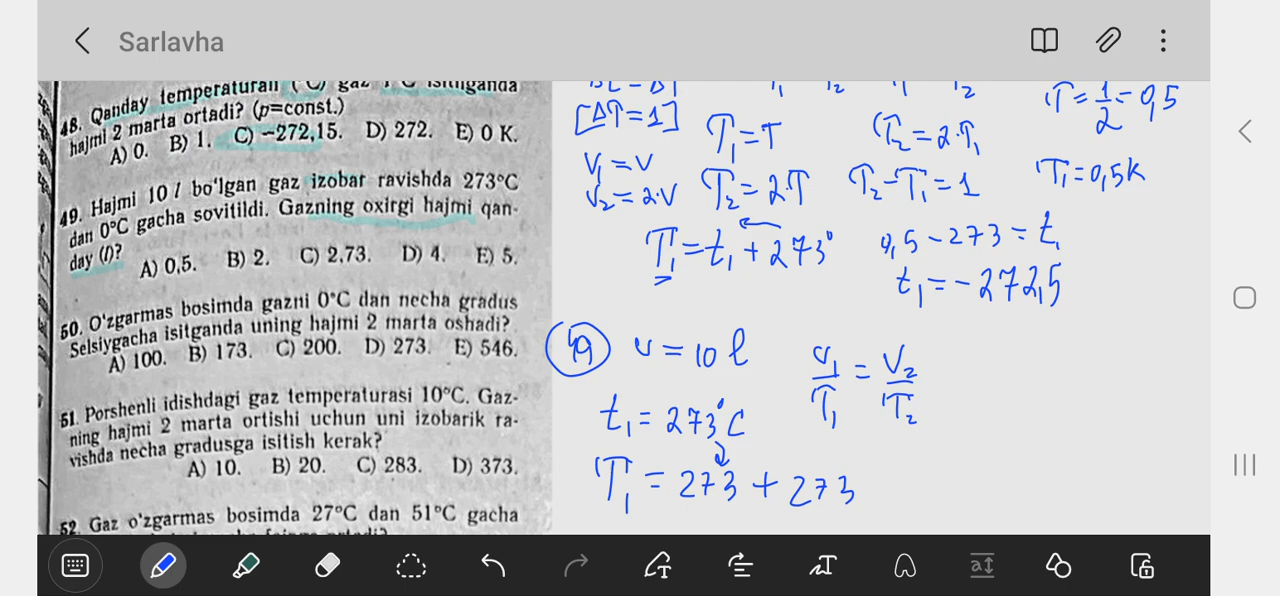 Sarlavha
48. Qanday temperaturali (°C) gaz 1°C isitilganda
hajmi 2 marta ortadi? (p=const.)
A) 0. B) 1. C) −272,15. D) 272. E) 0 K.
49. Hajmi 10 l bo'lgan gaz izobar ravishda 273°C
dan 0°C gacha sovitildi. Gazning oxirgi hajmi qan-
day (l)?
A) 0,5. B) 2. C) 2,73. D) 4. E) 5.
50. O'zgarmas bosimda gazni 0°C dan necha gradus
Selsiygacha isitganda uning hajmi 2 marta oshadi?
A) 100. B) 173. C) 200. D) 273. E) 546.
51. Porshenli idishdagi gaz temperaturasi 10°C. Gaz-
ning hajmi 2 marta ortishi uchun uni izobarik ra-
vishda necha gradusga isitish kerak?
A) 10. B) 20. C) 283. D) 373.
52. Gaz o'zgarmas bosimda 27°C dan 51°C gacha
[ΔT=1]
V₁=V
V₂=2·V
T₁=T
T₂=2·T
T₂=2·T₁
T₂−T₁=1
T=1/2=0,5
T₁=0,5K
T₁=t₁+273°
0,5−273=t₁
t₁=−272,5
49 V=10 l
V₁/T₁=V₂/T₂
t₁=273°C
T₁=273+273